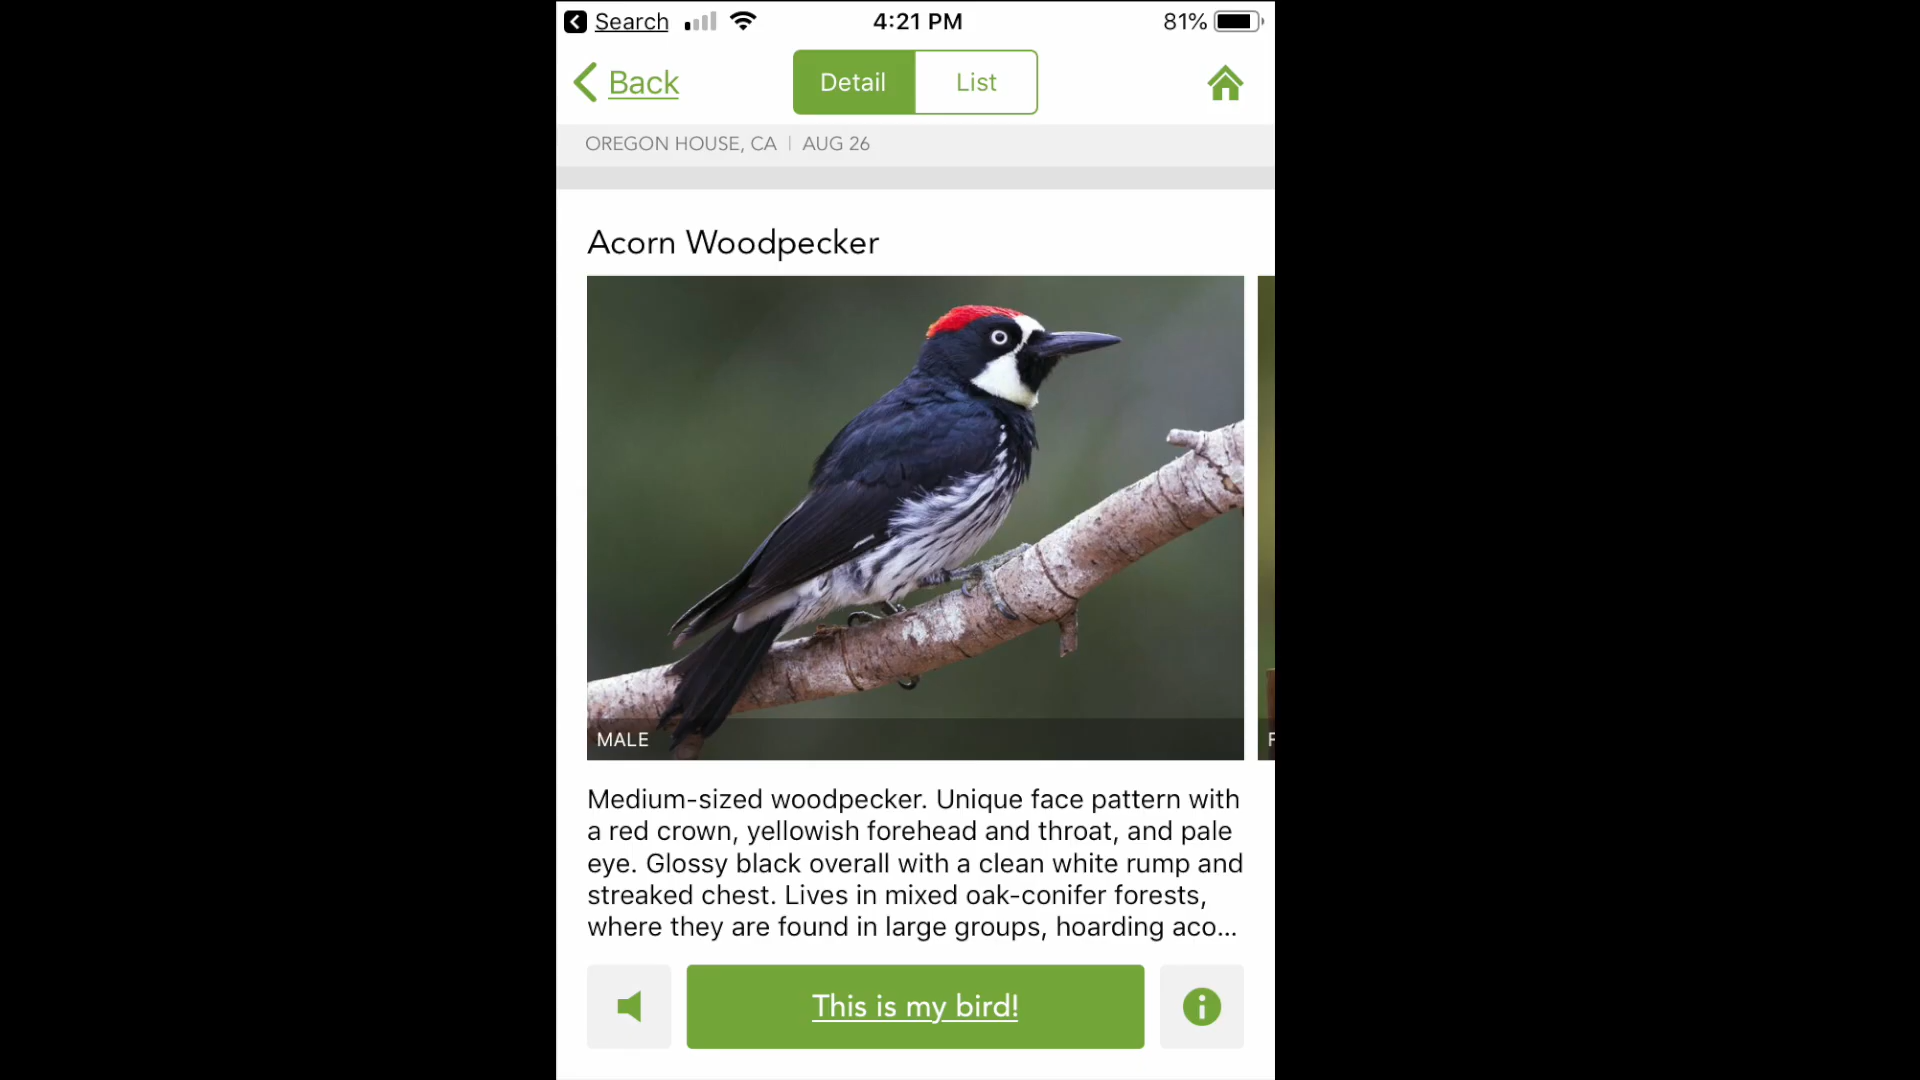 Search 4:21 PM 81%
Back Detail List
OREGON HOUSE, CA | AUG 26
Acorn Woodpecker
MALE F
Medium-sized woodpecker. Unique face pattern with
a red crown, yellowish forehead and throat, and pale
eye. Glossy black overall with a clean white rump and
streaked chest. Lives in mixed oak-conifer forests,
where they are found in large groups, hoarding aco...
This is my bird!